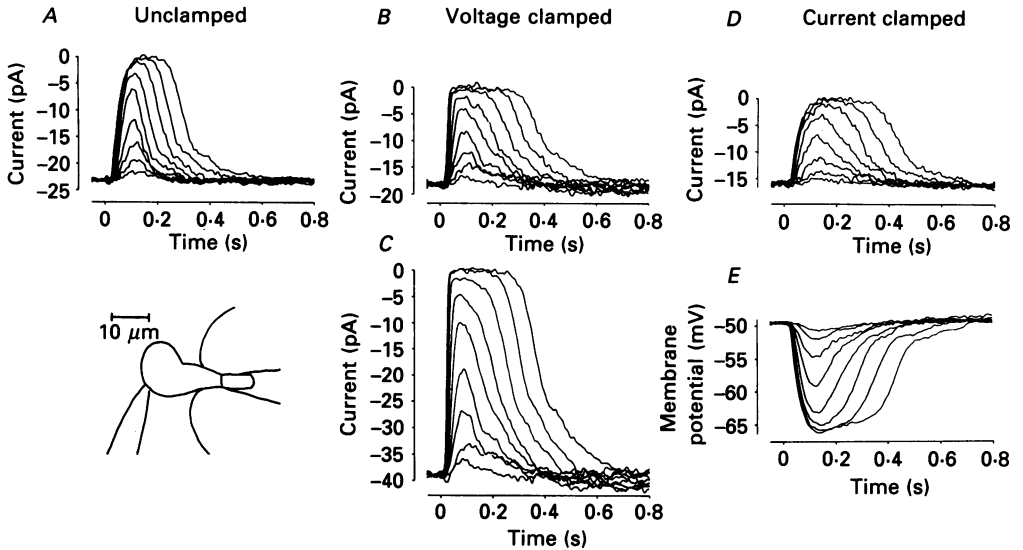 A Unclamped
Current (pA)
0
−5
−10
−15
−20
−25
0 0·2 0·4 0·6 0·8
Time (s)
10 μm
B Voltage clamped
Current (pA)
0
−5
−10
−15
−20
0 0·2 0·4 0·6 0·8
Time (s)
C
Current (pA)
0
−5
−10
−15
−20
−25
−30
−35
−40
0 0·2 0·4 0·6 0·8
Time (s)
D Current clamped
Current (pA)
0
−5
−10
−15
0 0·2 0·4 0·6 0·8
Time (s)
E
Membrane
potential (mV)
−50
−55
−60
−65
0 0·2 0·4 0·6 0·8
Time (s)